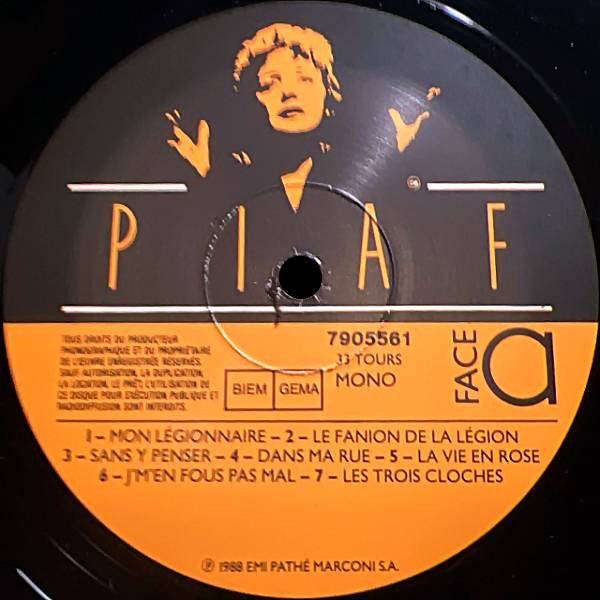 PIAF
TOUS DROITS DU PRODUCTEUR
PHONOGRAPHIQUE ET DU PROPRIÉTAIRE
DE L'ŒUVRE ENREGISTRÉE RÉSERVÉS.
SAUF AUTORISATION, LA DUPLICATION,
LA LOCATION, LE PRÊT, L'UTILISATION DE
CE DISQUE POUR EXÉCUTION PUBLIQUE ET
RADIODIFFUSION SONT INTERDITS.
BIEM GEMA
7905561
33 TOURS
MONO
FACE a
1 – MON LÉGIONNAIRE – 2 – LE FANION DE LA LÉGION
3 – SANS Y PENSER – 4 – DANS MA RUE – 5 – LA VIE EN ROSE
6 – J'M'EN FOUS PAS MAL – 7 – LES TROIS CLOCHES
℗ 1988 EMI PATHÉ MARCONI S.A.